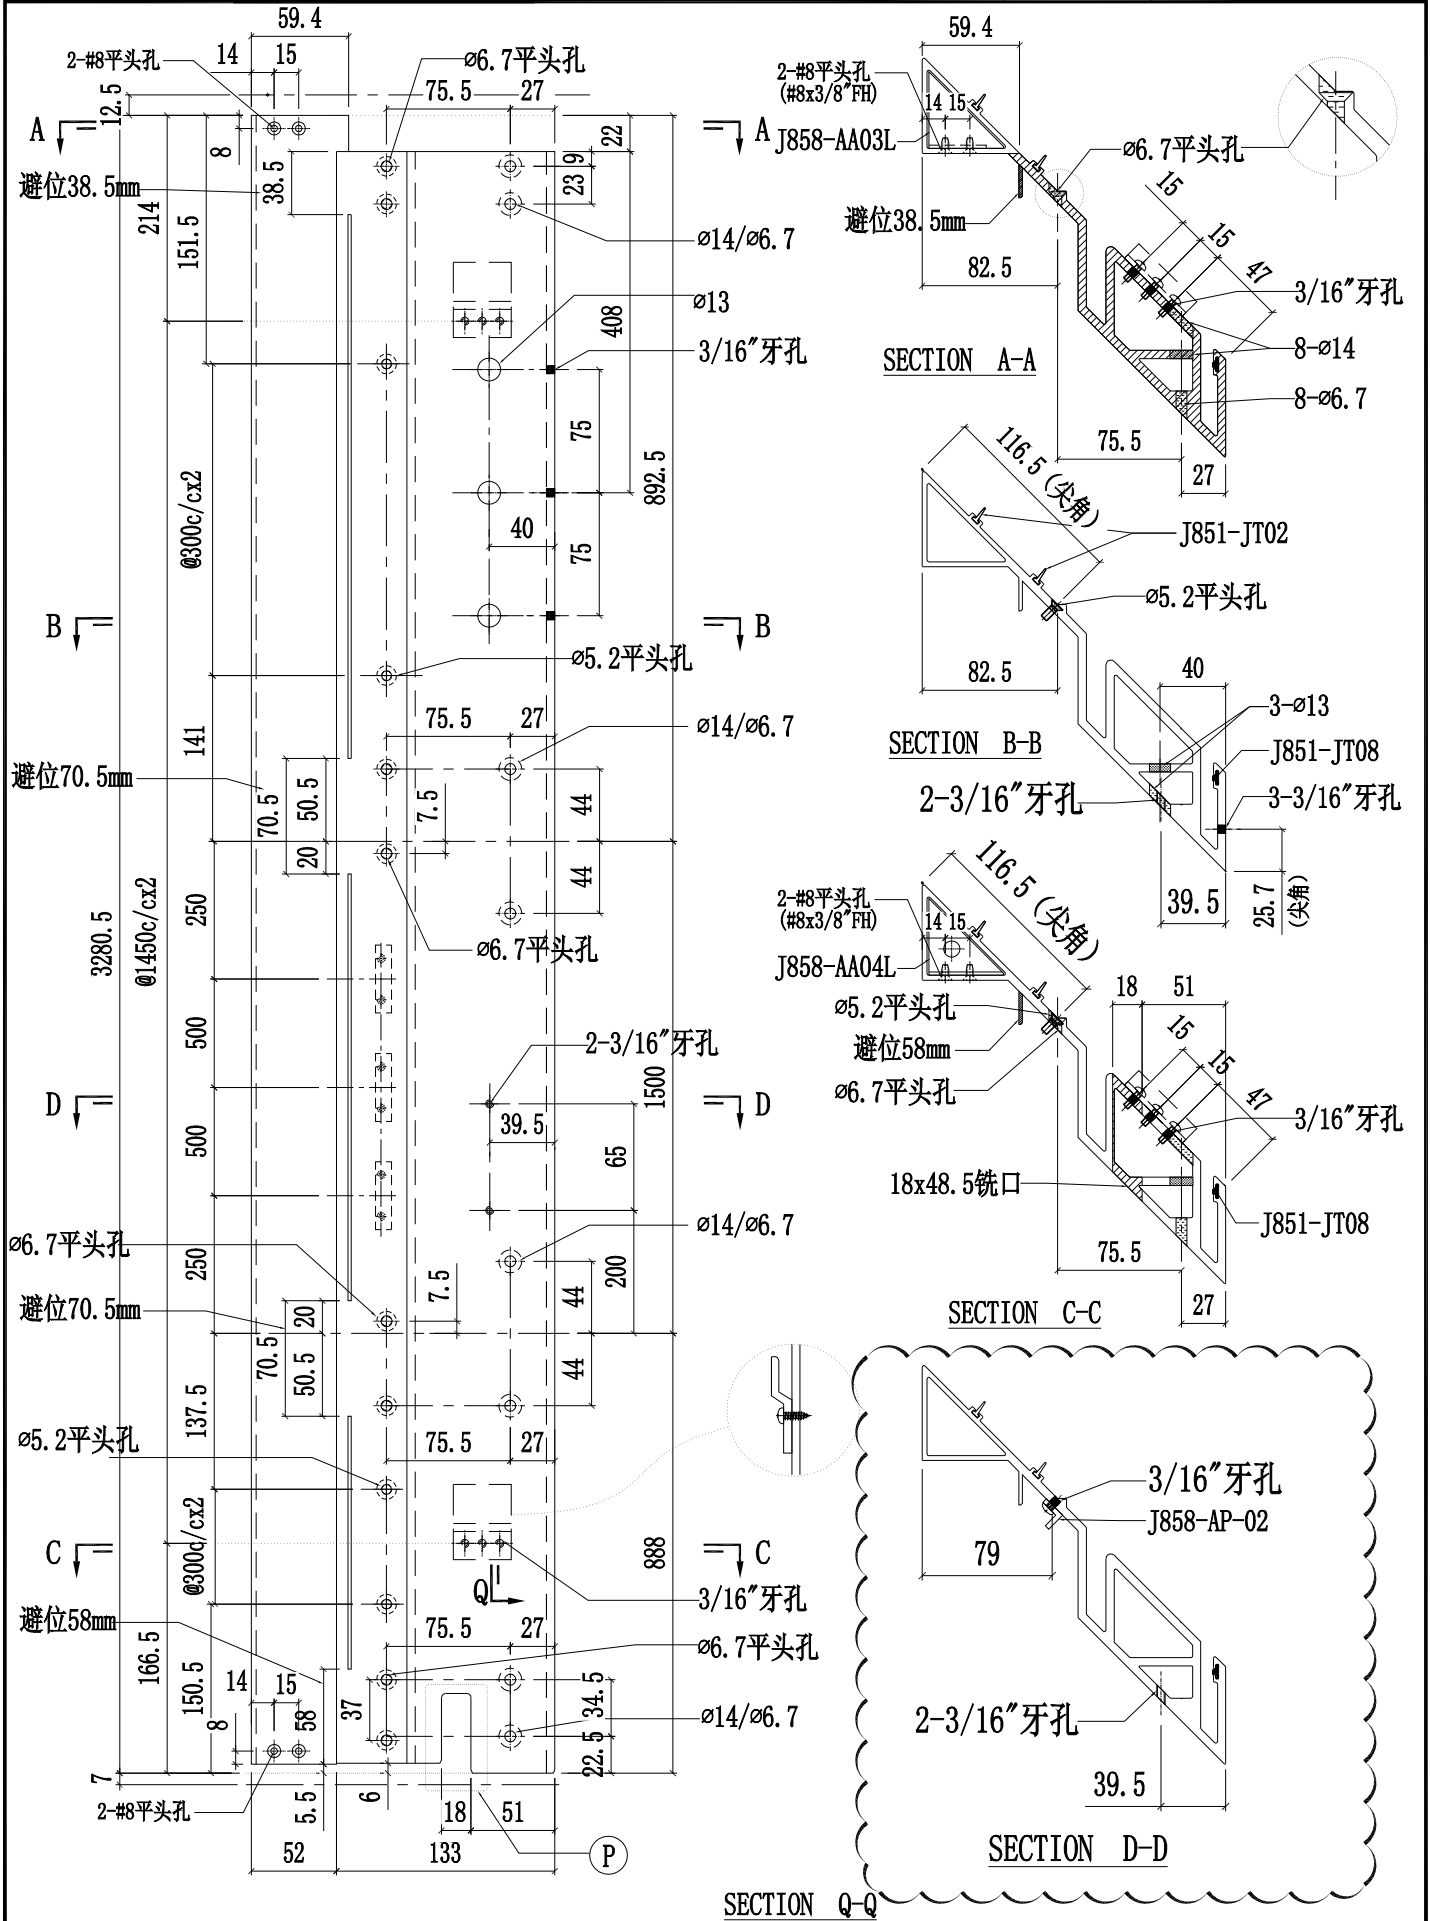 59.4
14
15
2-#8平头孔
12.5
ø6.7平头孔
75.5
27
A
A
8
22
避位38.5mm
38.5
9
23
214
151.5
ø14/ø6.7
ø13
408
3/16"牙孔
75
@300c/cx2
892.5
40
75
B
B
ø5.2平头孔
141
75.5
27
ø14/ø6.7
避位70.5mm
70.5
50.5
7.5
44
20
3280.5
@1450c/cx2
250
44
ø6.7平头孔
500
2-3/16"牙孔
1500
D
D
39.5
500
65
ø6.7平头孔
ø14/ø6.7
250
7.5
200
44
避位70.5mm
20
70.5
50.5
44
137.5
ø5.2平头孔
75.5
27
@300c/cx2
C
C
888
Q
3/16"牙孔
避位58mm
75.5
27
ø6.7平头孔
166.5
150.5
14
15
58
37
34.5
ø14/ø6.7
8
22.5
7
2-#8平头孔
5.5
6
18
51
52
133
P
SECTION Q-Q
59.4
2-#8平头孔
(#8x3/8"FH)
14
15
J858-AA03L
ø6.7平头孔
避位38.5mm
15
15
47
82.5
3/16"牙孔
8-ø14
SECTION A-A
8-ø6.7
75.5
27
116.5(尖角)
J851-JT02
ø5.2平头孔
82.5
40
3-ø13
SECTION B-B
J851-JT08
2-3/16"牙孔
3-3/16"牙孔
39.5
25.7
(尖角)
116.5(尖角)
2-#8平头孔
(#8x3/8"FH)
14
15
J858-AA04L
18
51
ø5.2平头孔
避位58mm
15
15
47
ø6.7平头孔
3/16"牙孔
18x48.5铣口
J851-JT08
75.5
27
SECTION C-C
3/16"牙孔
J858-AP-02
79
2-3/16"牙孔
39.5
SECTION D-D